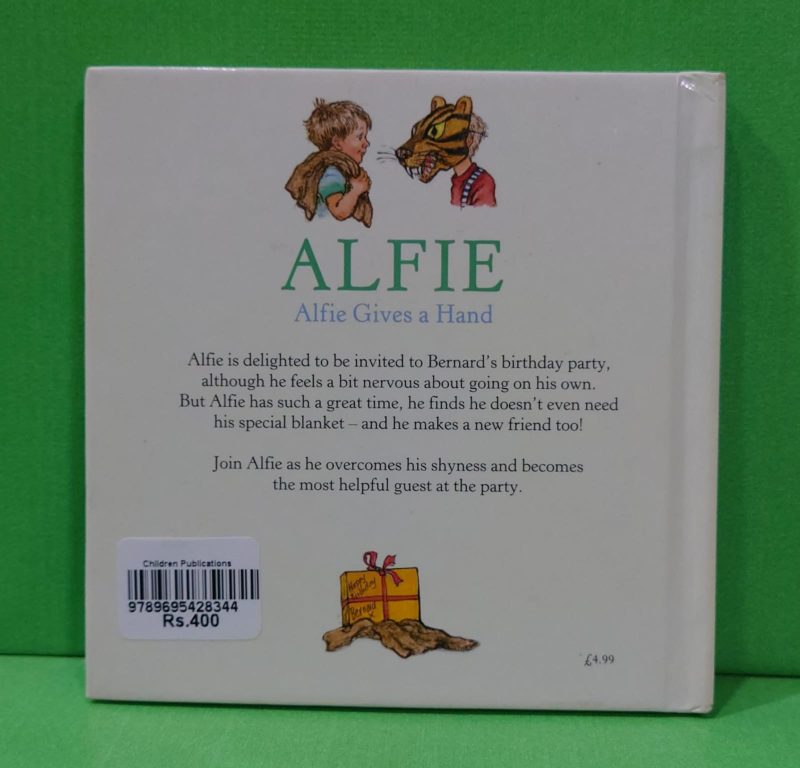 ALFIE
Alfie Gives a Hand
Alfie is delighted to be invited to Bernard's birthday party,
although he feels a bit nervous about going on his own.
But Alfie has such a great time, he finds he doesn't even need
his special blanket – and he makes a new friend too!
Join Alfie as he overcomes his shyness and becomes
the most helpful guest at the party.
Happy
Birthday
Bernard
x
Children Publications
9789695428344
Rs.400
£4.99